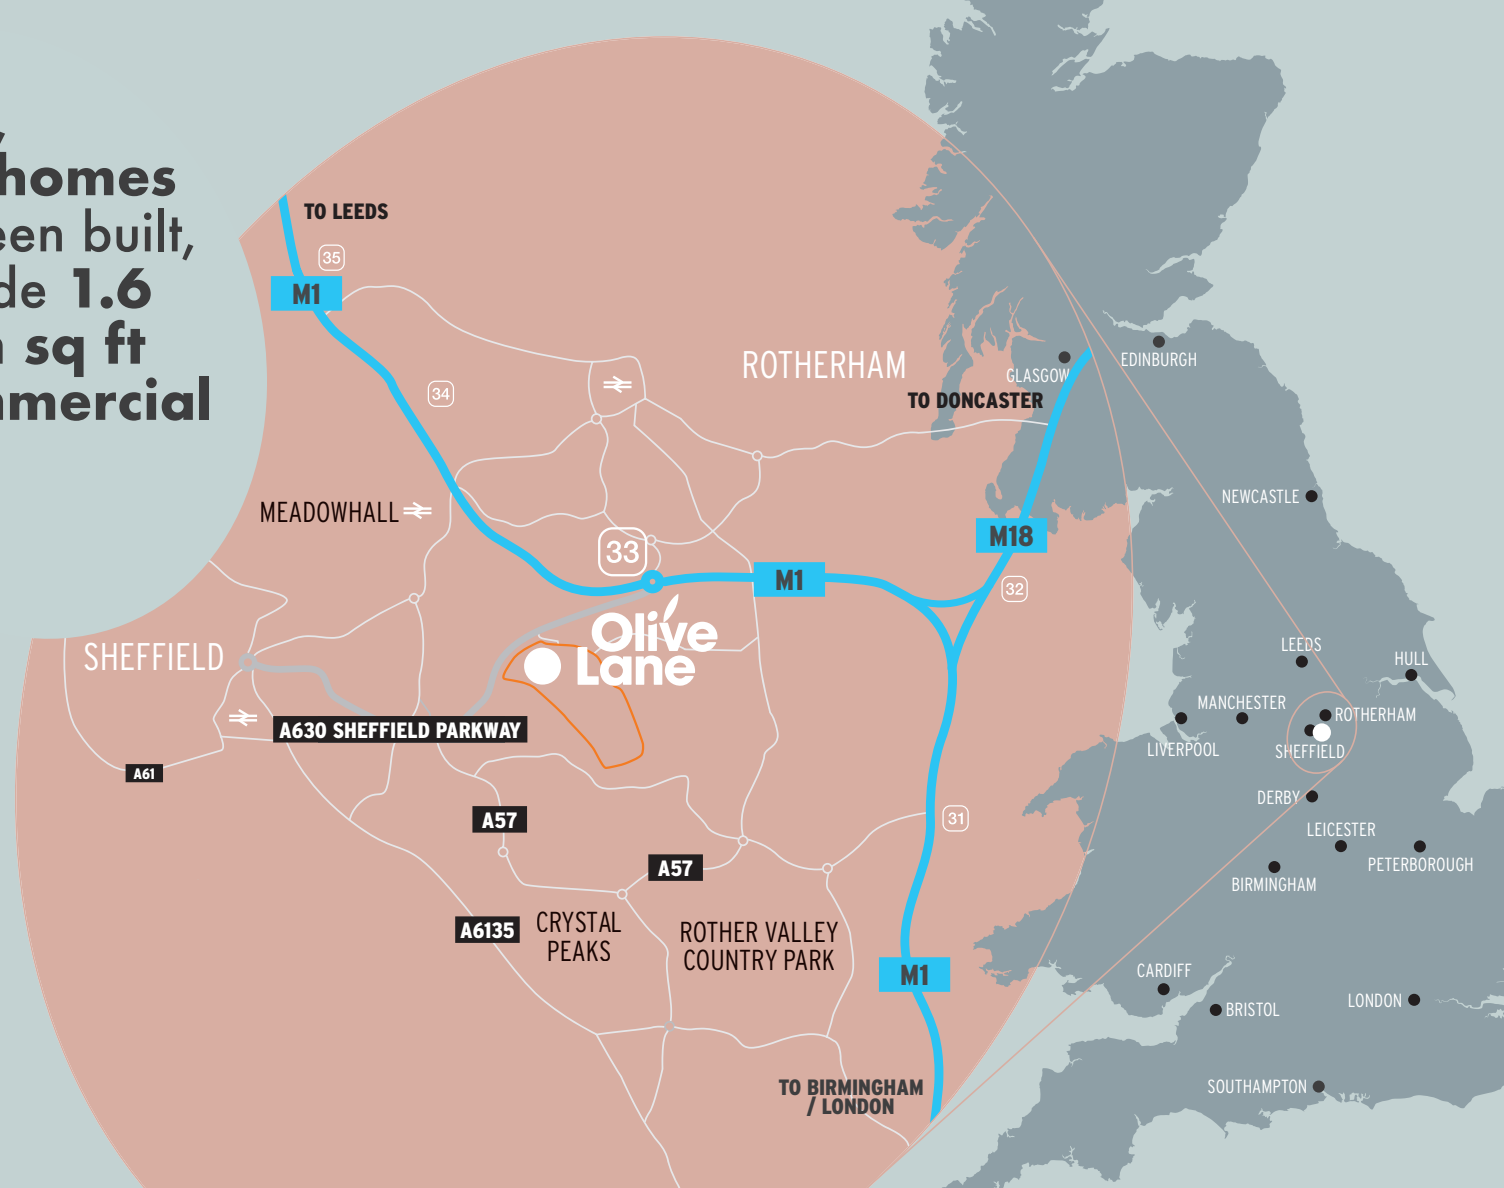 homes
een built,
de 1.6
sq ft
mercial
TO LEEDS
35
M1
34
ROTHERHAM
TO DONCASTER
MEADOWHALL
33
M1
M18
32
Olive
Lane
SHEFFIELD
A630 SHEFFIELD PARKWAY
A61
A57
31
A57
A6135
CRYSTAL
PEAKS
ROTHER VALLEY
COUNTRY PARK
M1
TO BIRMINGHAM
/ LONDON
GLASGOW
EDINBURGH
NEWCASTLE
LEEDS
HULL
MANCHESTER
ROTHERHAM
LIVERPOOL
SHEFFIELD
DERBY
LEICESTER
PETERBOROUGH
BIRMINGHAM
CARDIFF
BRISTOL
LONDON
SOUTHAMPTON